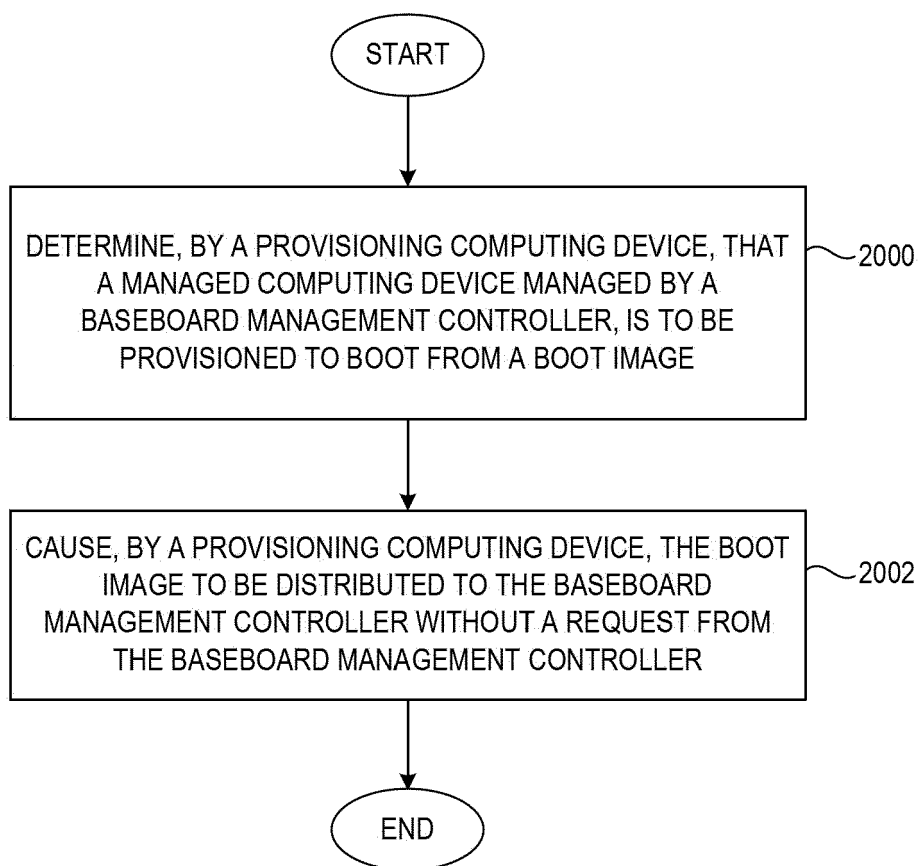 START
DETERMINE, BY A PROVISIONING COMPUTING DEVICE, THAT
A MANAGED COMPUTING DEVICE MANAGED BY A
BASEBOARD MANAGEMENT CONTROLLER, IS TO BE
PROVISIONED TO BOOT FROM A BOOT IMAGE
2000
CAUSE, BY A PROVISIONING COMPUTING DEVICE, THE BOOT
IMAGE TO BE DISTRIBUTED TO THE BASEBOARD
MANAGEMENT CONTROLLER WITHOUT A REQUEST FROM
THE BASEBOARD MANAGEMENT CONTROLLER
2002
END